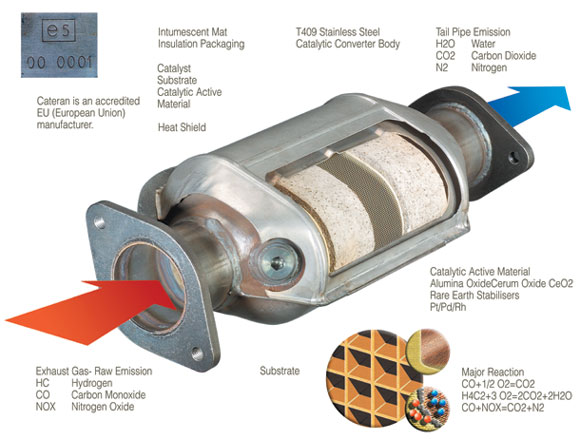 e5
00 0001
Cateran is an accredited
EU (European Union)
manufacturer.
Intumescent Mat
Insulation Packaging
Catalyst
Substrate
Catalytic Active
Material
Heat Shield
T409 Stainless Steel
Catalytic Converter Body
Tail Pipe Emission
H2O Water
CO2 Carbon Dioxide
N2 Nitrogen
Catalytic Active Material
Alumina OxideCerum Oxide CeO2
Rare Earth Stabilisers
Pt/Pd/Rh
Exhaust Gas- Raw Emission
HC Hydrogen
CO Carbon Monoxide
NOX Nitrogen Oxide
Substrate
Major Reaction
CO+1/2 O2=CO2
H4C2+3 O2=2CO2+2H2O
CO+NOX=CO2+N2